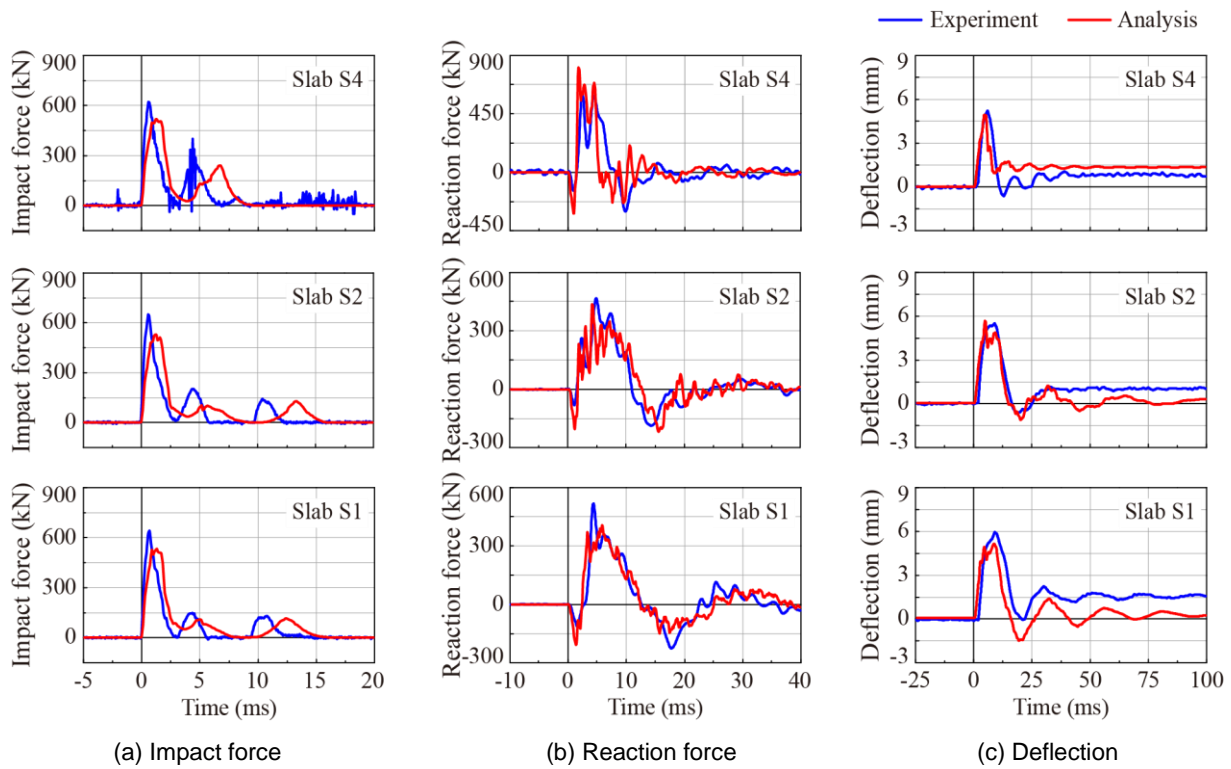 Experiment Analysis
Impact force (kN)
900
600
300
0
Slab S4
Reaction force (kN)
900
450
0
-450
Slab S4
Deflection (mm)
9
6
3
0
-3
Slab S4
Impact force (kN)
900
600
300
0
Slab S2
Reaction force (kN)
600
300
0
-300
Slab S2
Deflection (mm)
9
6
3
0
-3
Slab S2
Impact force (kN)
900
600
300
0
Slab S1
-5 0 5 10 15 20
Time (ms)
Reaction force (kN)
600
300
0
-300
Slab S1
-10 0 10 20 30 40
Time (ms)
Deflection (mm)
9
6
3
0
-3
Slab S1
-25 0 25 50 75 100
Time (ms)
(a) Impact force
(b) Reaction force
(c) Deflection